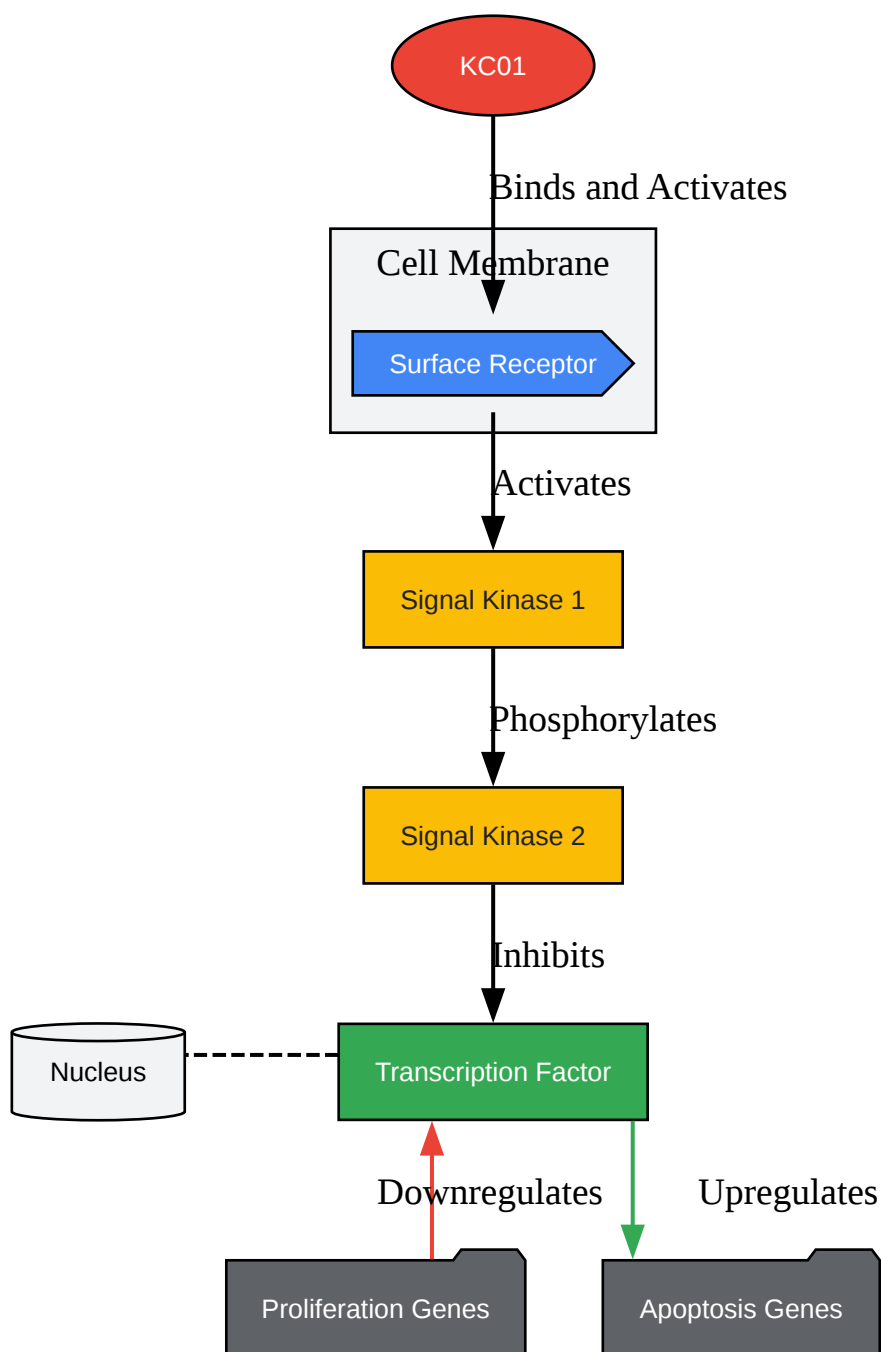 KC01
Binds and Activates
Cell Membrane
Surface Receptor
Activates
Signal Kinase 1
Phosphorylates
Signal Kinase 2
Inhibits
Nucleus
Transcription Factor
Downregulates
Upregulates
Proliferation Genes
Apoptosis Genes